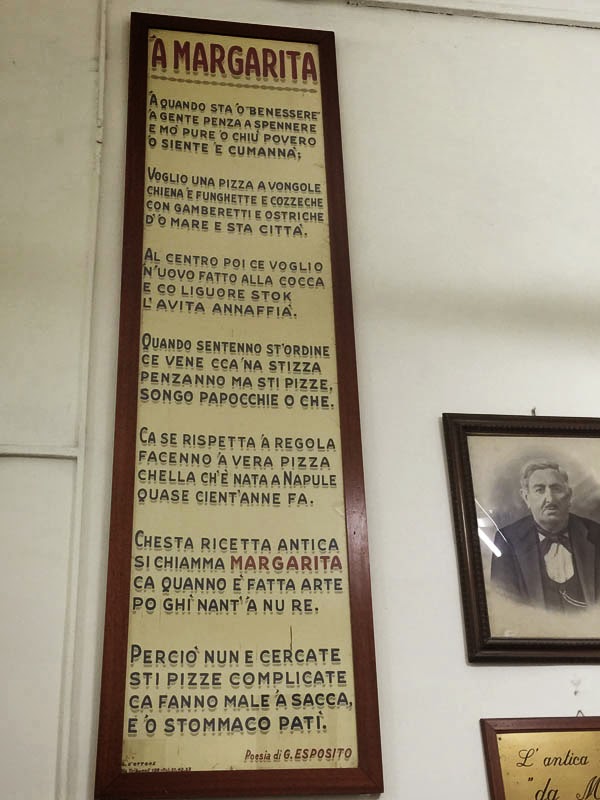 'A MARGARITA
'A QUANDO STA 'O "BENESSERE"
'A GENTE PENZA A SPENNERE
E MO' PURE 'O CHIÙ POVERO
'O SIENTE 'E CUMANNÀ;
VOGLIO UNA PIZZA A VONGOLE
CHIENA 'E FUNGHETTE E COZZECHE
CON GAMBERETTI E OSTRICHE
D'O MARE E STA CITTÀ.
AL CENTRO POI CE VOGLIO
N'UOVO FATTO ALLA COCCA
E CO LIGUORE STOK
L'AVITA ANNAFFIÀ.
QUANDO SENTENNO ST'ORDINE
CE VENE CCA 'NA STIZZA
PENZANNO MA STI PIZZE,
SONGO PAPOCCHIE O CHE.
CA SE RISPETTA 'A REGOLA
FACENNO 'A VERA PIZZA
CHELLA CH'È NATA A NAPULE
QUASE CIENT'ANNE FA.
CHESTA RICETTA ANTICA
SI CHIAMMA MARGARITA
CA QUANNO È FATTA ARTE
PO GHÌ NANT' 'A NU RE.
PERCIÒ NUN E CERCATE
STI PIZZE COMPLICATE
CA FANNO MALE 'A SACCA,
E 'O STOMMACO PATÌ.
Poesia di G. ESPOSITO
L' antica
"da M